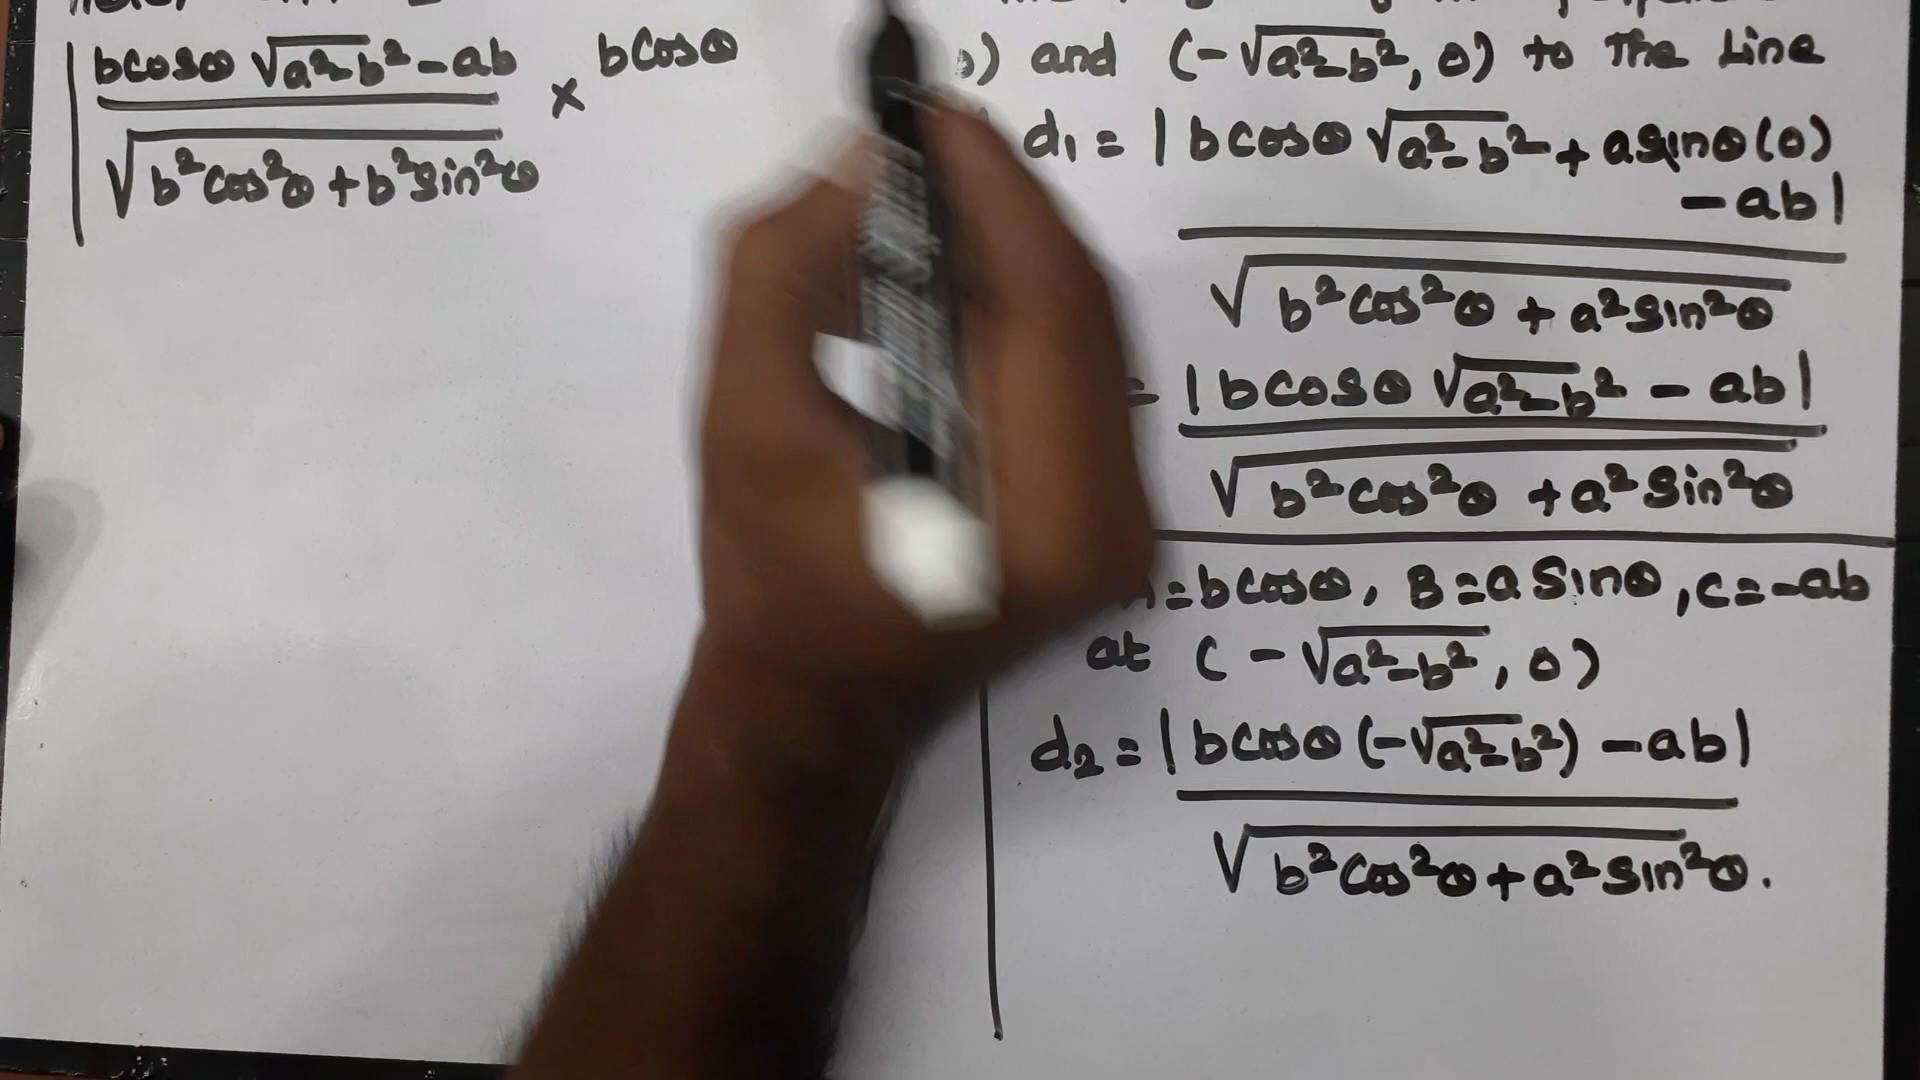 | bcosθ √a²-b² - ab × bcosθ
√b²cos²θ + b²sin²θ
) and (-√a²-b², 0) to The Line
d₁ = | bcosθ √a²-b² + asinθ(0)
- ab |
√b²cos²θ + a²sin²θ
= | bcosθ √a²-b² - ab |
√b²cos²θ + a²sin²θ
=bcosθ, B=a sinθ, C=-ab
at (-√a²-b², 0)
d₂ = | bcosθ (-√a²-b²) - ab |
√b²cos²θ + a²sin²θ.